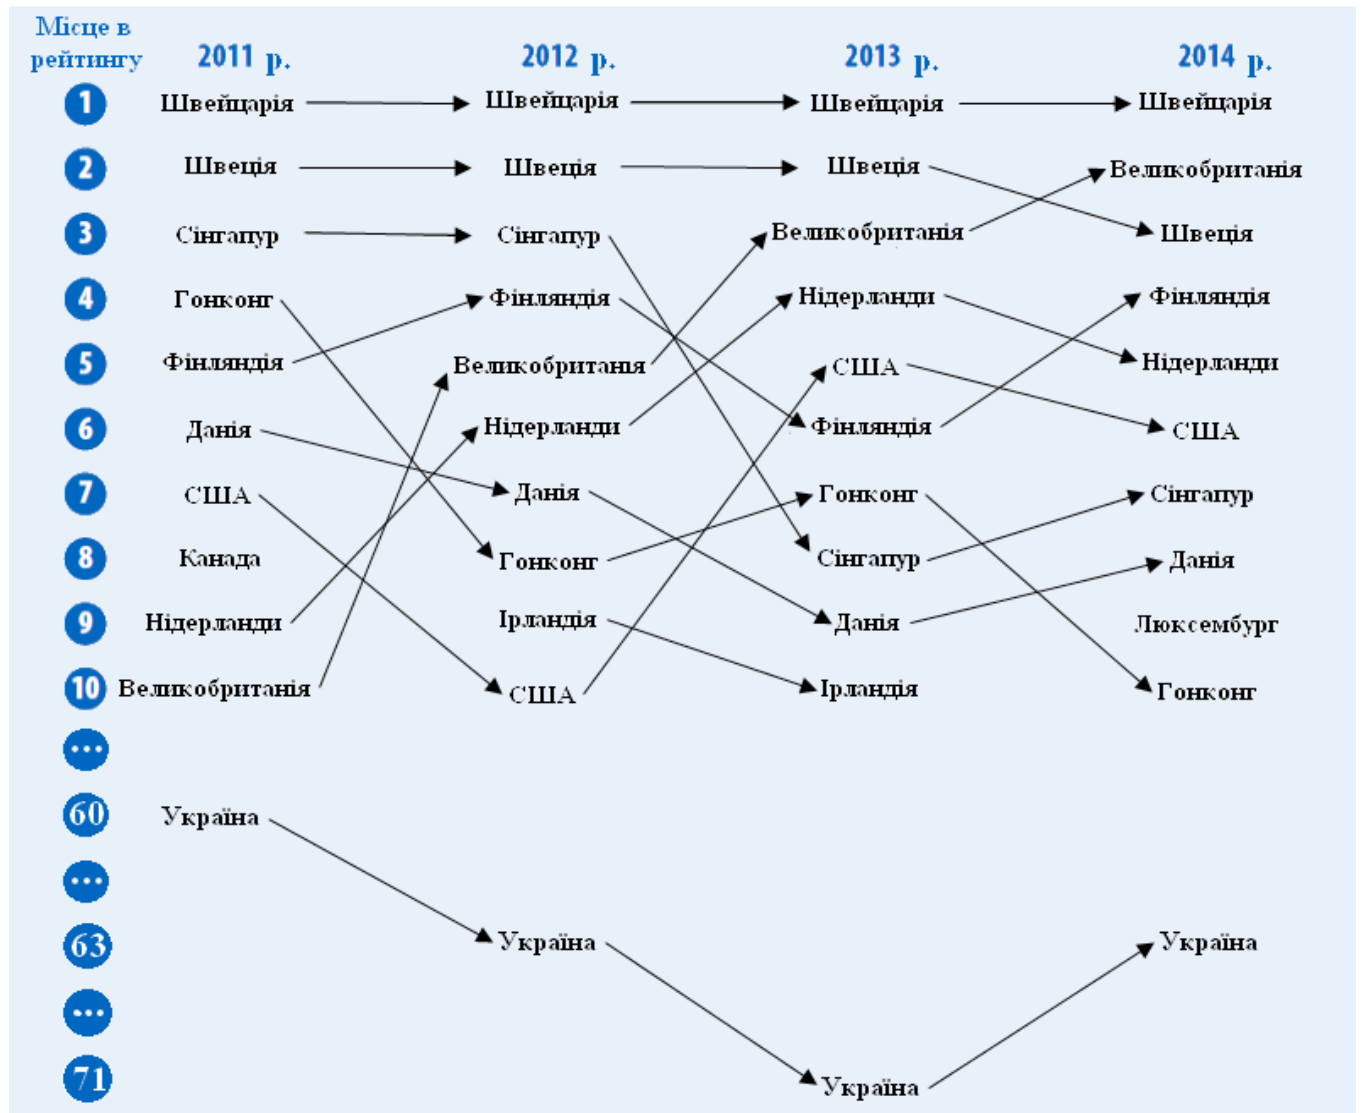 Місце в
рейтингу 2011 р. 2012 р. 2013 р. 2014 р.
1 Швейцарія Швейцарія Швейцарія Швейцарія
2 Швеція Швеція Швеція Великобританія
3 Сінгапур Сінгапур Великобританія Швеція
4 Гонконг Фінляндія Нідерланди Фінляндія
5 Фінляндія Великобританія США Нідерланди
6 Данія Нідерланди Фінляндія США
7 США Данія Гонконг Сінгапур
8 Канада Гонконг Сінгапур Данія
9 Нідерланди Ірландія Данія Люксембург
10 Великобританія США Ірландія Гонконг
...
60 Україна
...
63 Україна Україна
...
71 Україна